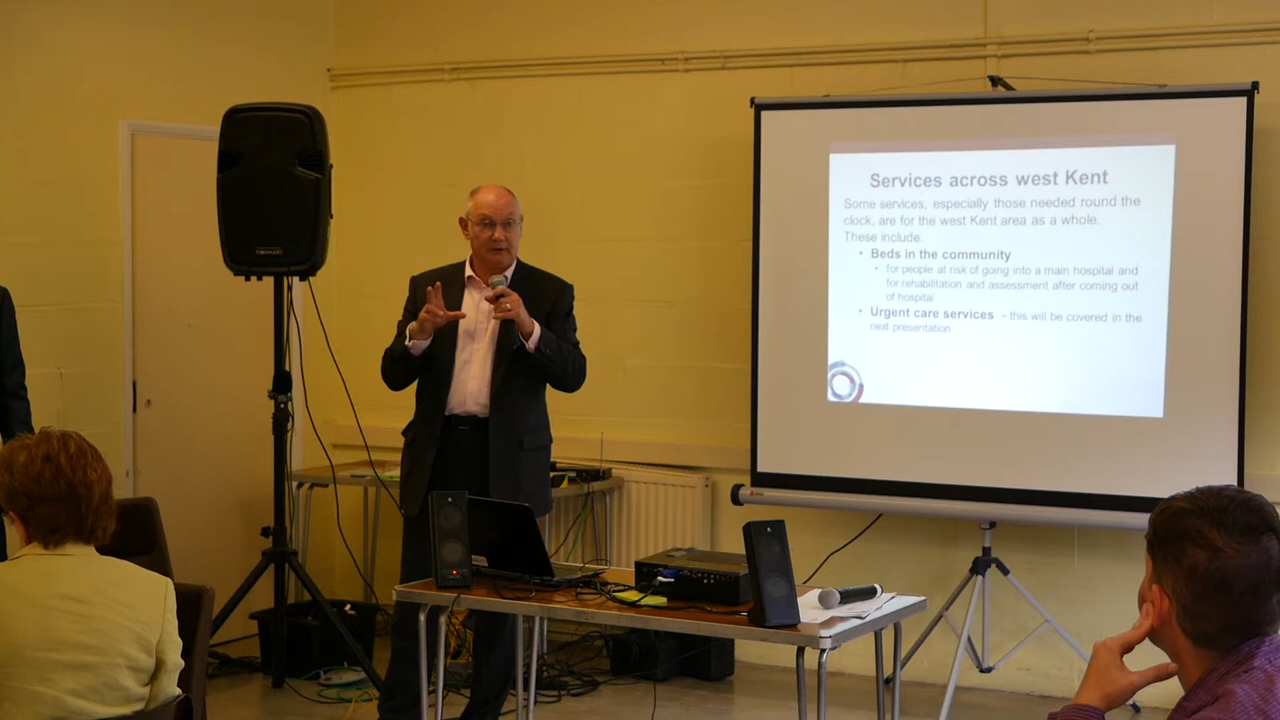 Services across west Kent
Some services, especially those needed round the
clock, are for the west Kent area as a whole.
These include:
• Beds in the community
• for people at risk of going into a main hospital and
for rehabilitation and assessment after coming out
of hospital
• Urgent care services - this will be covered in the
next presentation